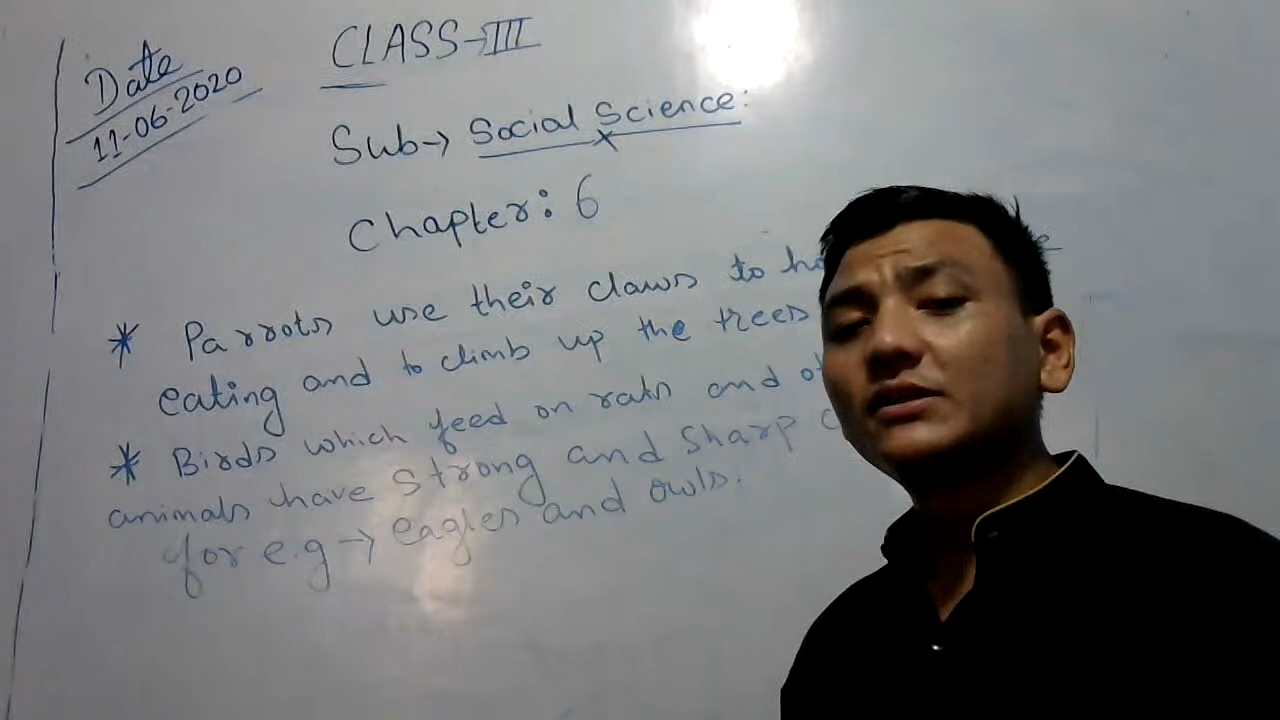 Date
11-06-2020
CLASS→III
Sub→ Social Science:
Chapter: 6
* Parrots use their claws to
eating and to climb up the trees
* Birds which feed on rats and
animals have strong and sharp
for e.g → eagles and owls.